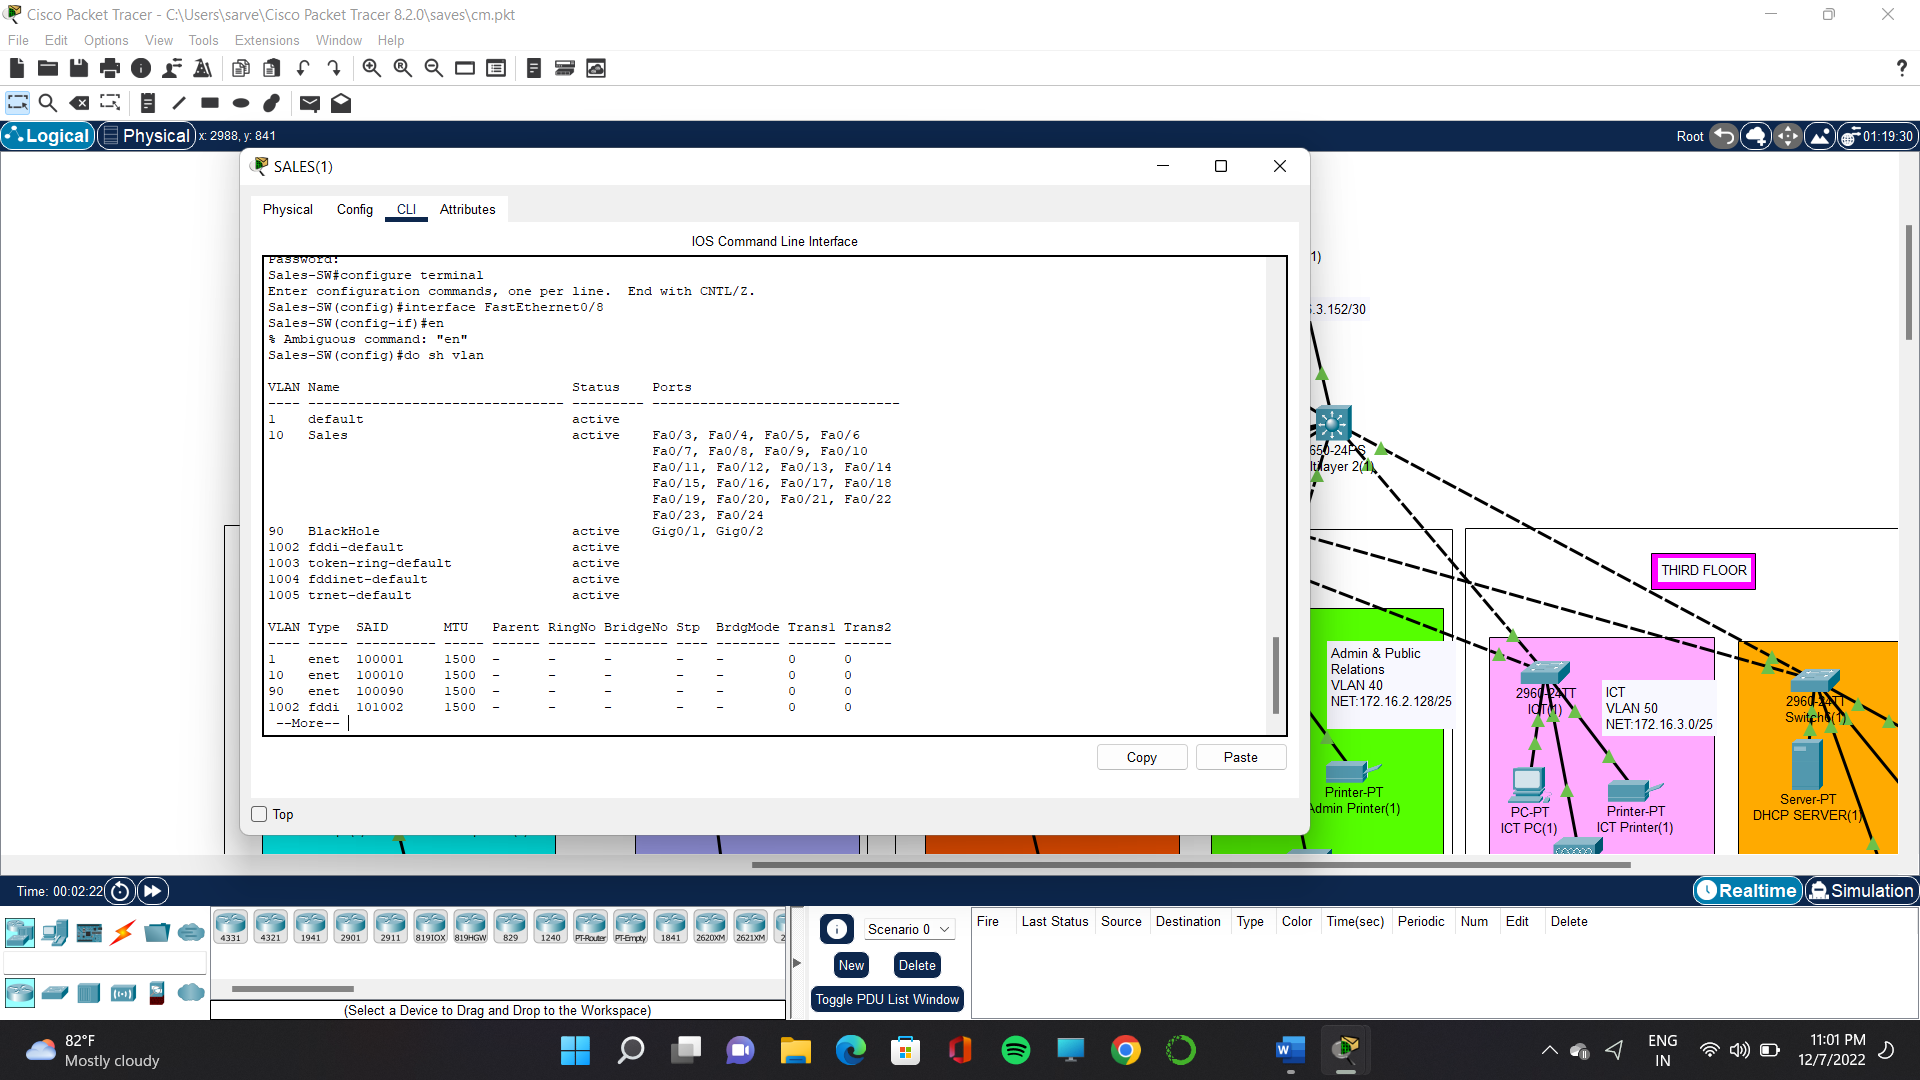 Cisco Packet Tracer - C:\Users\sarve\Cisco Packet Tracer 8.2.0\saves\cm.pkt
File Edit Options View Tools Extensions Window Help
Logical Physical x: 2988, y: 841
Root 01:19:30
SALES(1)
Physical Config CLI Attributes
IOS Command Line Interface
Password:
Sales-SW#configure terminal
Enter configuration commands, one per line.  End with CNTL/Z.
Sales-SW(config)#interface FastEthernet0/8
Sales-SW(config-if)#en
% Ambiguous command: "en"
Sales-SW(config)#do sh vlan
VLAN Name                             Status    Ports
---- -------------------------------- --------- -------------------------------
1    default                          active
10   Sales                            active    Fa0/3, Fa0/4, Fa0/5, Fa0/6
Fa0/7, Fa0/8, Fa0/9, Fa0/10
Fa0/11, Fa0/12, Fa0/13, Fa0/14
Fa0/15, Fa0/16, Fa0/17, Fa0/18
Fa0/19, Fa0/20, Fa0/21, Fa0/22
Fa0/23, Fa0/24
90   BlackHole                        active    Gig0/1, Gig0/2
1002 fddi-default                     active
1003 token-ring-default               active
1004 fddinet-default                  active
1005 trnet-default                    active
VLAN Type  SAID       MTU   Parent RingNo BridgeNo Stp  BrdgMode Trans1 Trans2
---- ----- ---------- ----- ------ ------ -------- ---- -------- ------ ------
1    enet  100001     1500  -      -      -        -    -        0      0
10   enet  100010     1500  -      -      -        -    -        0      0
90   enet  100090     1500  -      -      -        -    -        0      0
1002 fddi  101002     1500  -      -      -        -    -        0      0
--More--
Copy Paste
Top
1)
.3.152/30
650-24PS
ltilayer 2(1)
THIRD FLOOR
Admin & Public
Relations
VLAN 40
NET:172.16.2.128/25
2960-24TT
ICT(1)
ICT
VLAN 50
NET:172.16.3.0/25
2960-24TT
Switch6(1)
Printer-PT
Admin Printer(1)
PC-PT
ICT PC(1)
Printer-PT
ICT Printer(1)
Server-PT
DHCP SERVER(1)
Time: 00:02:22
Realtime Simulation
4331 4321 1941 2901 2911 819IOX 819HGW 829 1240 PT-Router PT-Empty 1841 2620XM 2621XM 2
(Select a Device to Drag and Drop to the Workspace)
Scenario 0
New Delete
Toggle PDU List Window
Fire Last Status Source Destination Type Color Time(sec) Periodic Num Edit Delete
82°F
Mostly cloudy
ENG
IN
11:01 PM
12/7/2022